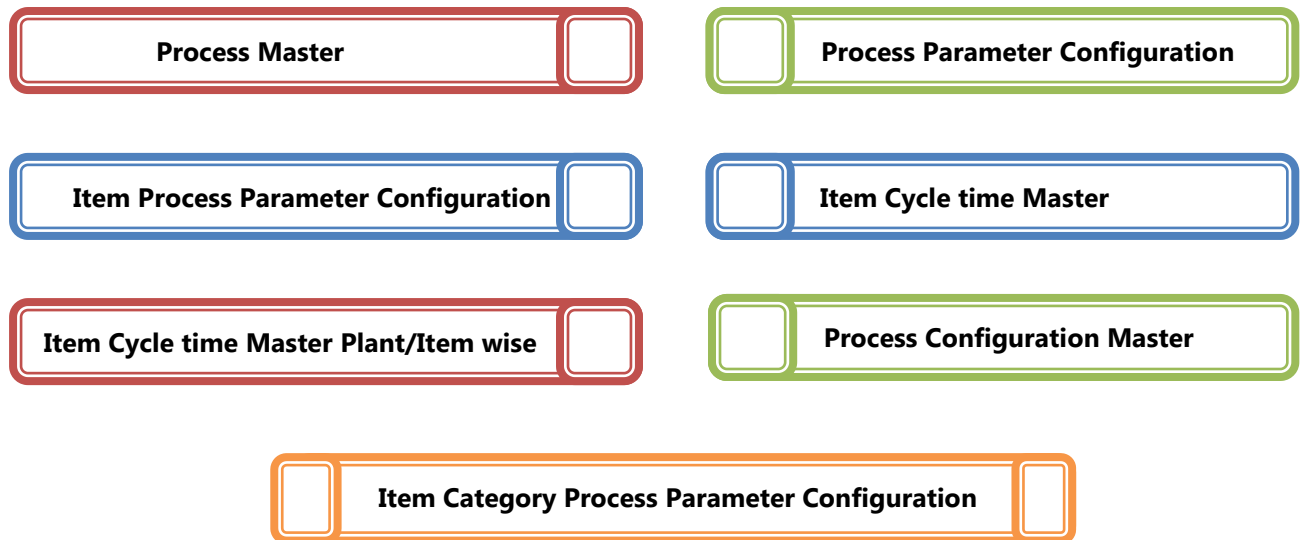 Process Master
Process Parameter Configuration
Item Process Parameter Configuration
Item Cycle time Master
Item Cycle time Master Plant/Item wise
Process Configuration Master
Item Category Process Parameter Configuration